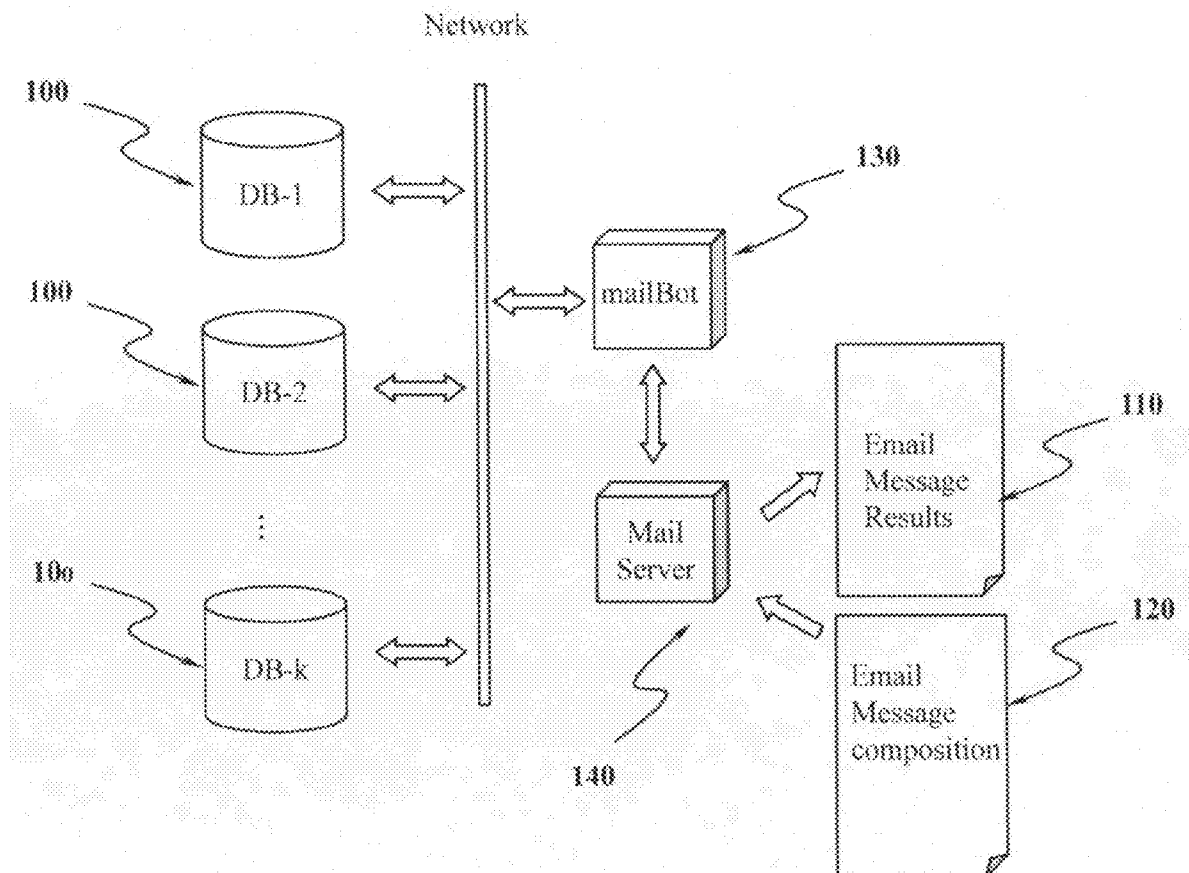 Network
100
DB-1
130
mailBot
100
DB-2
110
Email
Message
Results
⋮
Mail
Server
10o
DB-k
120
Email
Message
composition
140